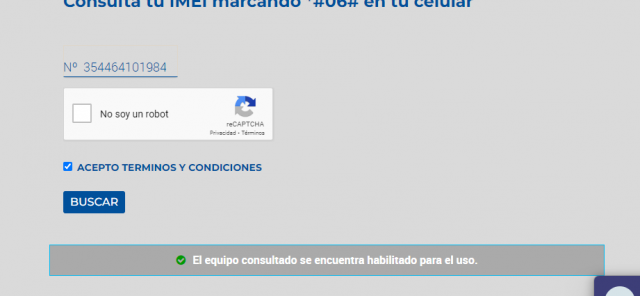 Consulta tu IMEI marcando *#06# en tu celular
Nº 354464101984
No soy un robot
reCAPTCHA
Privacidad - Términos
ACEPTO TERMINOS Y CONDICIONES
BUSCAR
El equipo consultado se encuentra habilitado para el uso.